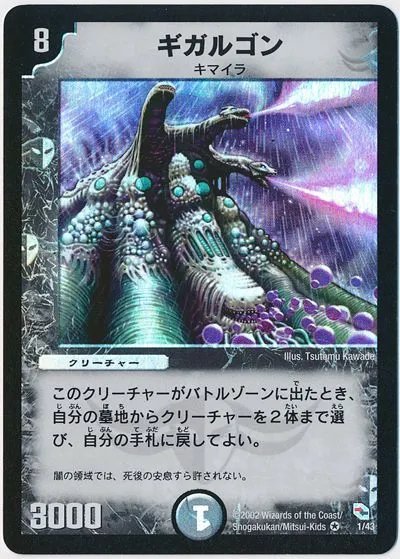 8
ギガルゴン
キマイラ
Illus. Tsutomu Kawade
クリーチャー
このクリーチャーがバトルゾーンに出たとき、
自分の墓地からクリーチャーを2体まで選
び、自分の手札に戻してよい。
闇の領域では、死後の安息すら許されない。
3000
1
©2002 Wizards of the Coast/
Shogakukan/Mitsui-Kids
1/43